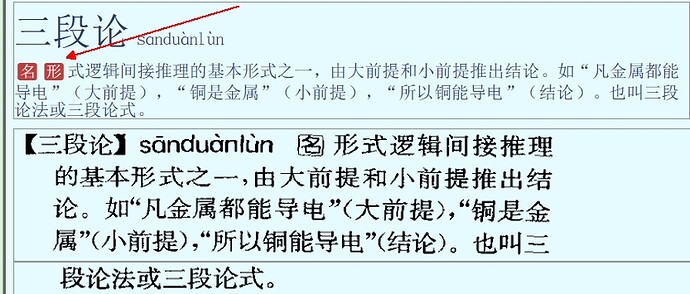 三段论 sānduànlùn
名 形 式逻辑间接推理的基本形式之一，由大前提和小前提推出结论。如“凡金属都能
导电”（大前提），“铜是金属”（小前提），“所以铜能导电”（结论）。也叫三段
论法或三段论式。
【三段论】sānduànlùn 名 形式逻辑间接推理
的基本形式之一，由大前提和小前提推出结
论。如“凡金属都能导电”（大前提），“铜是金
属”（小前提），“所以铜能导电”（结论）。也叫三
段论法或三段论式。